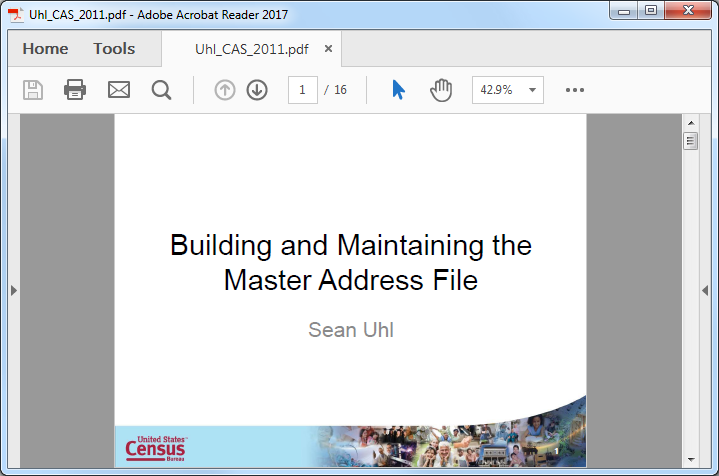 Uhl_CAS_2011.pdf - Adobe Acrobat Reader 2017
Home Tools Uhl_CAS_2011.pdf ×
1 / 16 42.9%
Building and Maintaining the
Master Address File
Sean Uhl
United States™
Census
Bureau
1